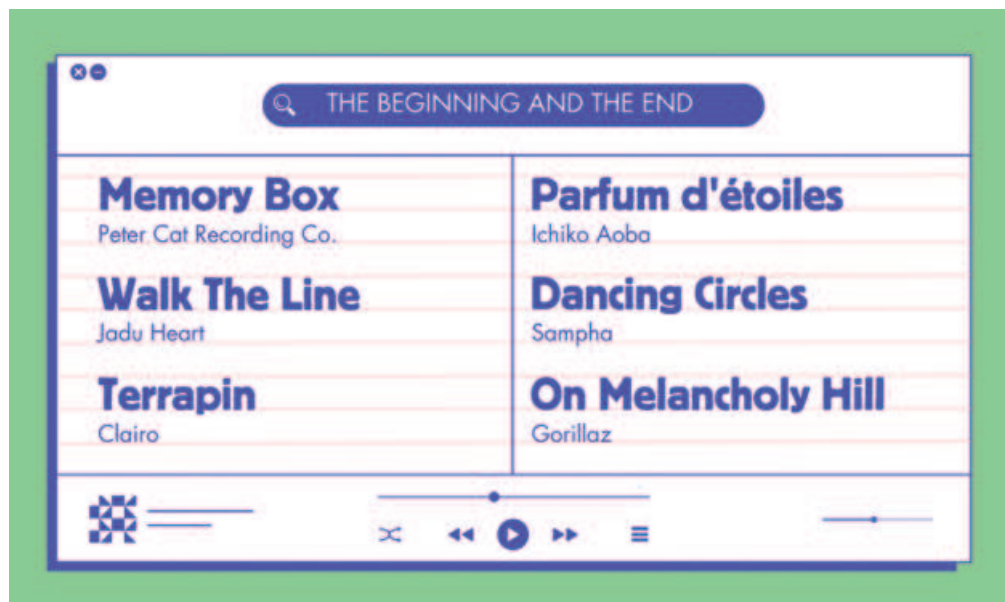 THE BEGINNING AND THE END
Memory Box
Peter Cat Recording Co.
Walk The Line
Jadu Heart
Terrapin
Clairo
Parfum d'étoiles
Ichiko Aoba
Dancing Circles
Sampha
On Melancholy Hill
Gorillaz